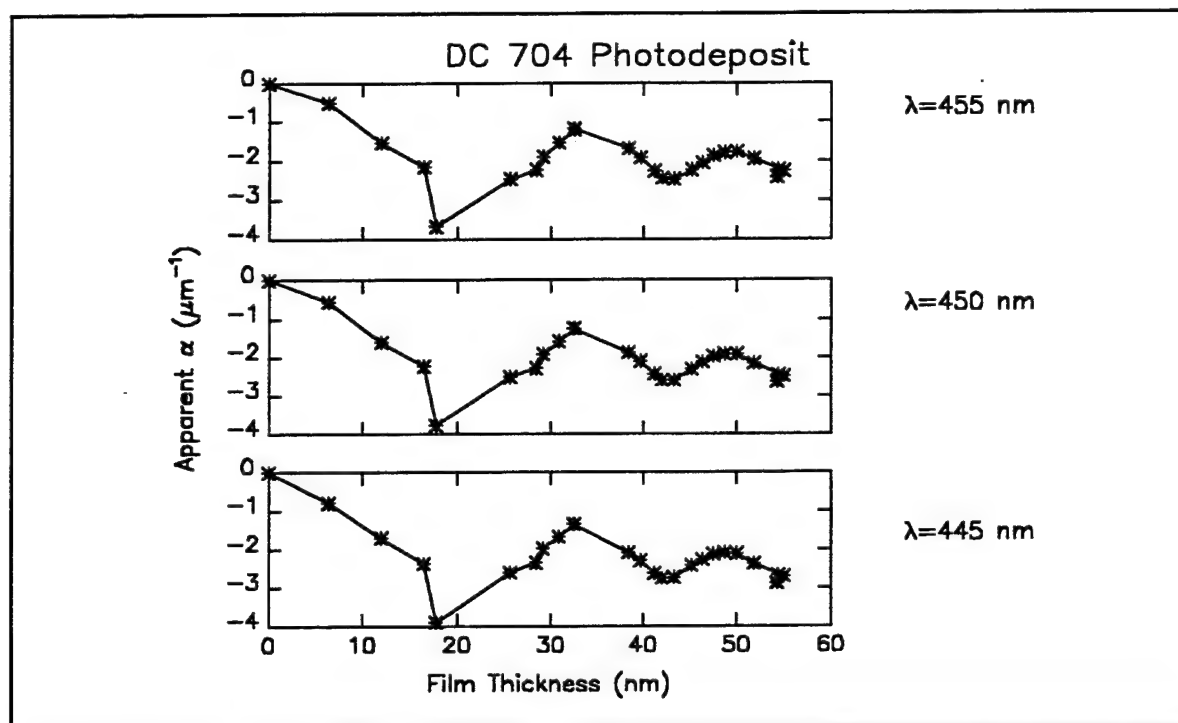 DC 704 Photodeposit
0
-1
-2
-3
-4
λ=455 nm
0
-1
-2
-3
-4
λ=450 nm
Apparent α (μm⁻¹)
0
-1
-2
-3
-4
λ=445 nm
0 10 20 30 40 50 60
Film Thickness (nm)